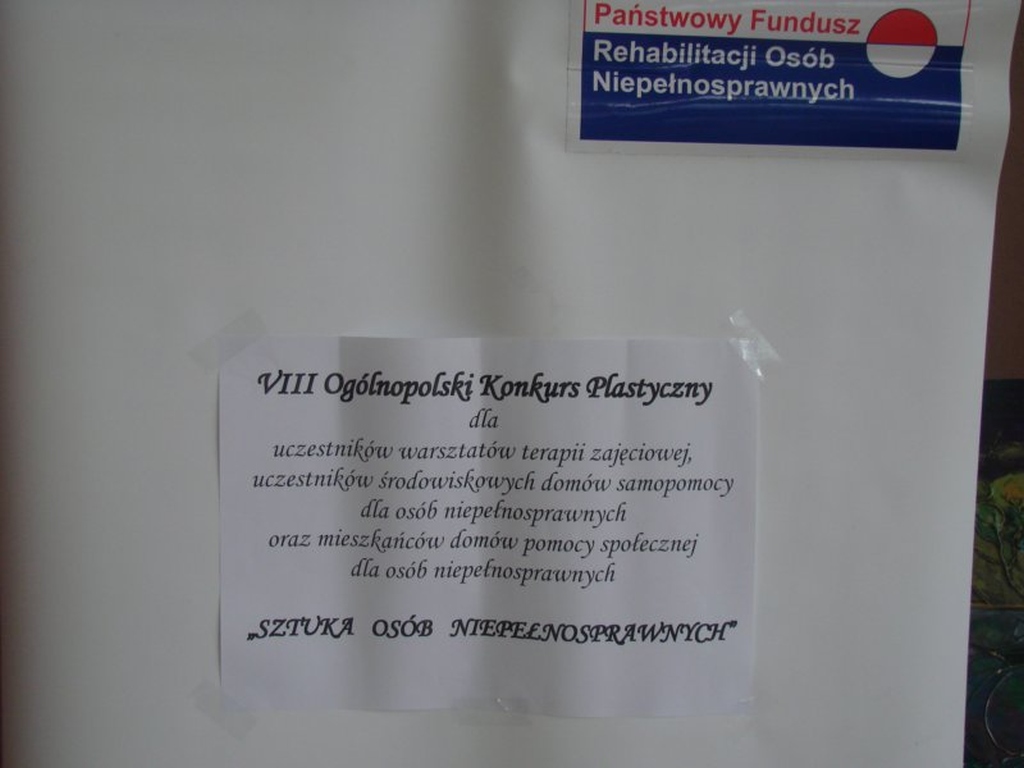 Państwowy Fundusz
Rehabilitacji Osób
Niepełnosprawnych
VIII Ogólnopolski Konkurs Plastyczny
dla
uczestników warsztatów terapii zajęciowej,
uczestników środowiskowych domów samopomocy
dla osób niepełnosprawnych
oraz mieszkańców domów pomocy społecznej
dla osób niepełnosprawnych
„SZTUKA OSÓB NIEPEŁNOSPRAWNYCH”